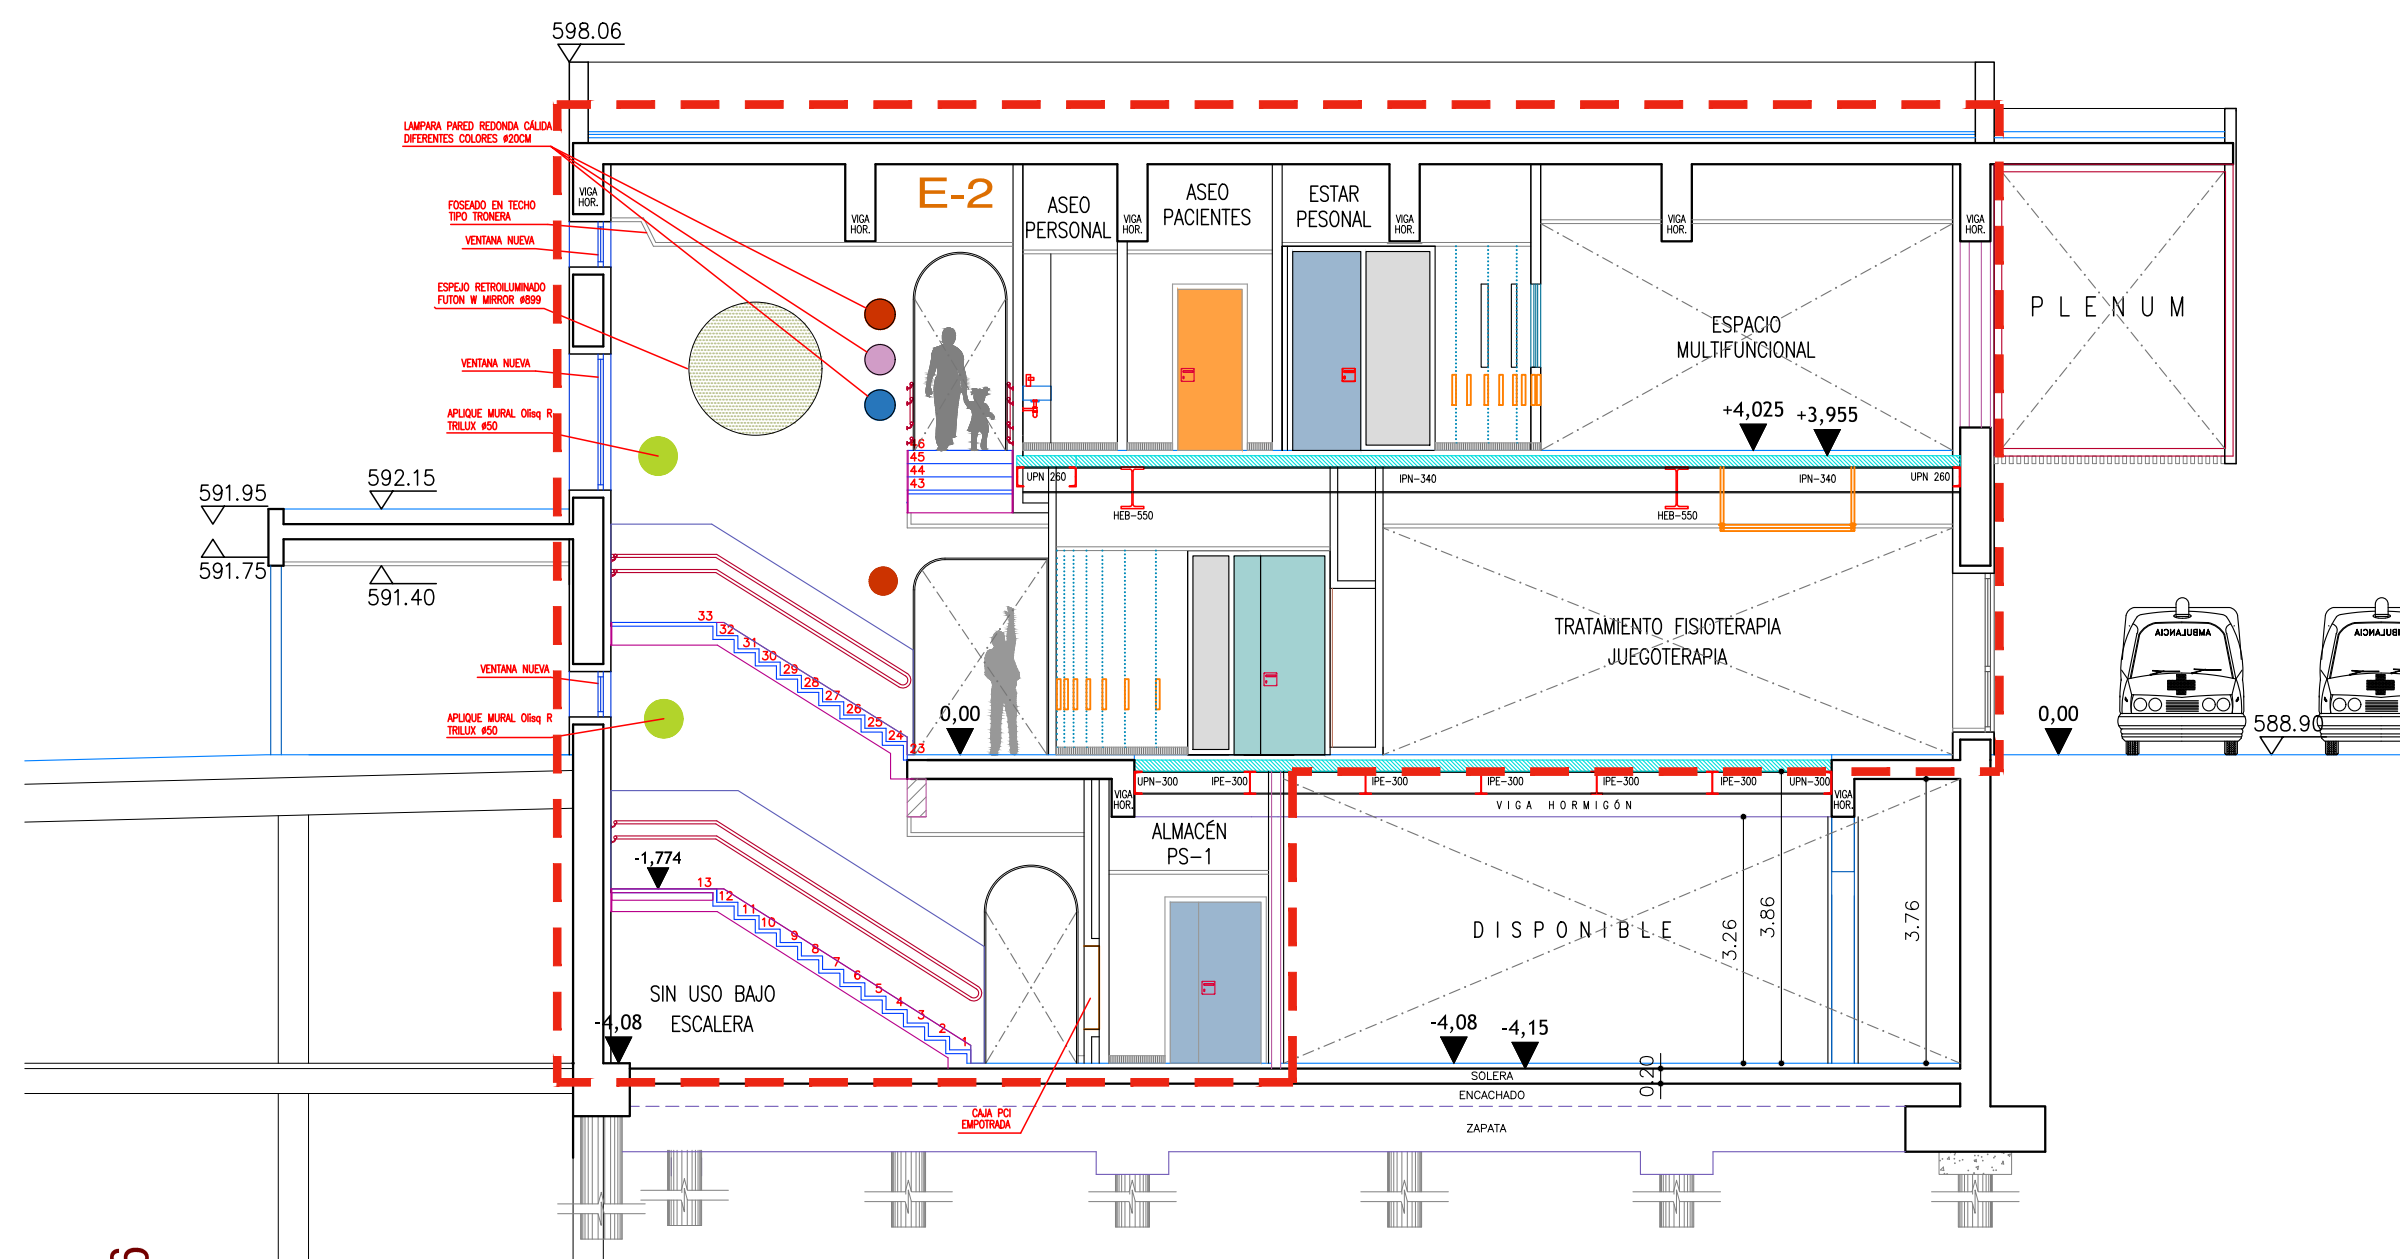 598.06
LAMPARA PARED REDONDA CÁLIDA
DIFERENTES COLORES ø20CM
VIGA
HOR.
FOSEADO EN TECHO
TIPO TRONERA
VENTANA NUEVA
ESPEJO RETROILUMINADO
FUTON W MIRROR ø899
VENTANA NUEVA
APLIQUE MURAL Olisq R
TRILUX ø50
VIGA
HOR.
E-2
ASEO
PERSONAL
VIGA
HOR.
ASEO
PACIENTES
ESTAR
PESONAL
VIGA
HOR.
VIGA
HOR.
VIGA
HOR.
PLENUM
ESPACIO
MULTIFUNCIONAL
+4,025
+3,955
46
45
44
43
UPN 260
HEB-550
IPN-340
HEB-550
IPN-340
UPN 260
592.15
591.95
591.75
591.40
VENTANA NUEVA
APLIQUE MURAL Olisq R
TRILUX ø50
33
32
31
30
29
28
27
26
25
24
23
0,00
TRATAMIENTO FISIOTERAPIA
JUEGOTERAPIA
AMBULANCIA
AMBULANCIA
0,00
588.90
UPN-300
IPE-300
IPE-300
IPE-300
IPE-300
IPE-300
UPN-300
VIGA
HOR.
VIGA HORMIGÓN
VIGA
HOR.
ALMACÉN
PS-1
-1,774
13
12
11
10
9
8
7
6
5
4
3
2
1
SIN USO BAJO
ESCALERA
-4,08
DISPONIBLE
3.26
3.86
3.76
-4,08
-4,15
0.20
SOLERA
ENCACHADO
ZAPATA
CAJA PCI
EMPOTRADA